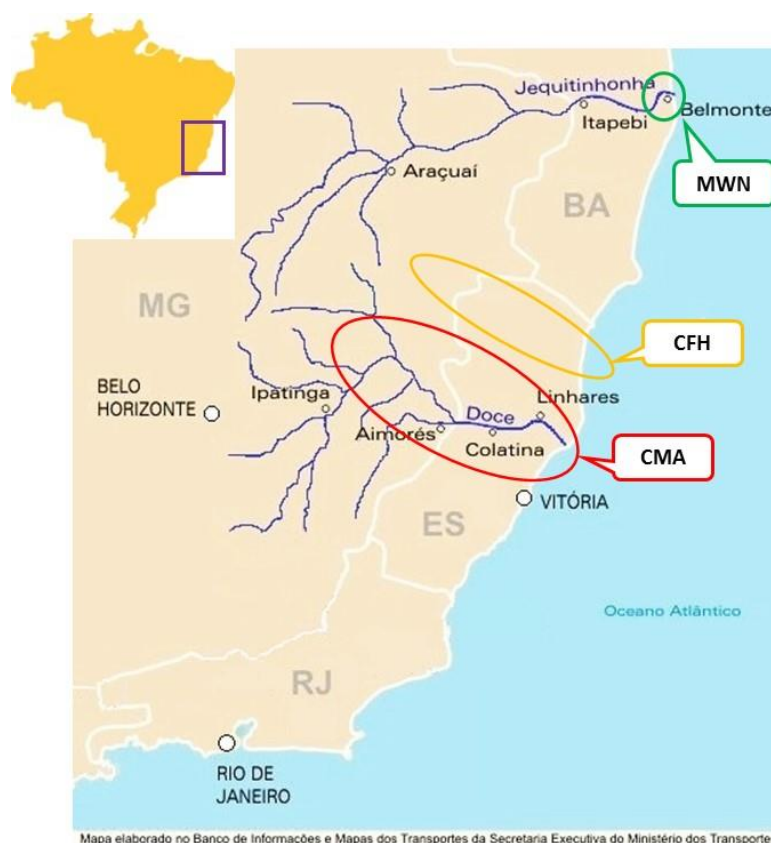 Jequitinhonha
Belmonte
Itapebi
MWN
Araçuaí
BA
MG
CFH
BELO
HORIZONTE
Ipatinga
Linhares
Doce
Aimorés
Colatina
CMA
VITÓRIA
ES
Oceano Atlântico
RJ
RIO DE
JANEIRO
Mapa elaborado no Banco de Informações e Mapas dos Transportes da Secretaria Executiva do Ministério dos Transporte